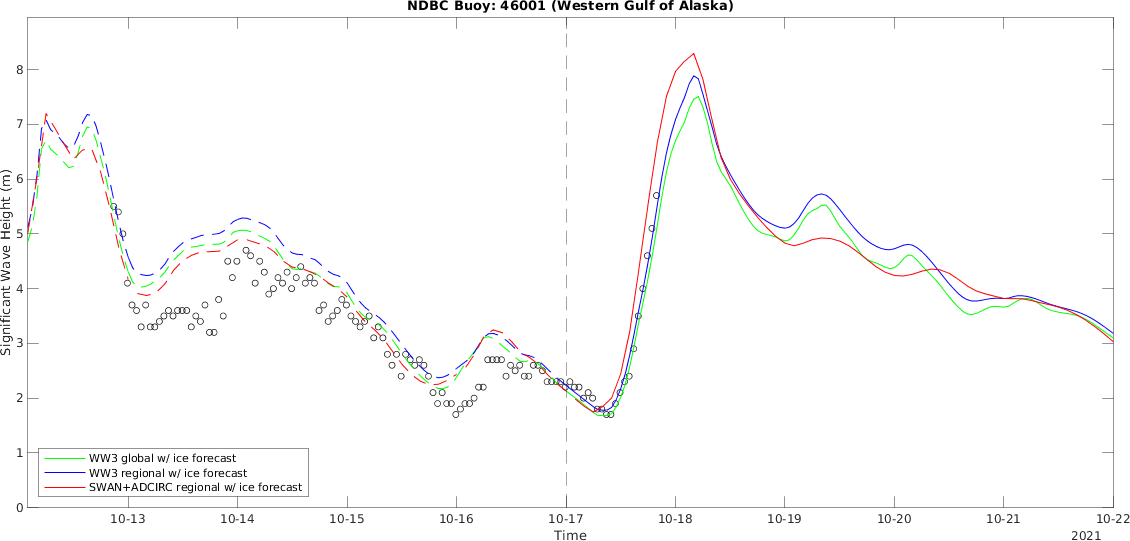 NDBC Buoy: 46001 (Western Gulf of Alaska)
Significant Wave Height (m)
8
7
6
5
4
3
2
1
0
WW3 global w/ ice forecast
WW3 regional w/ ice forecast
SWAN+ADCIRC regional w/ ice forecast
10-13 10-14 10-15 10-16 10-17 10-18 10-19 10-20 10-21 10-22
Time
2021